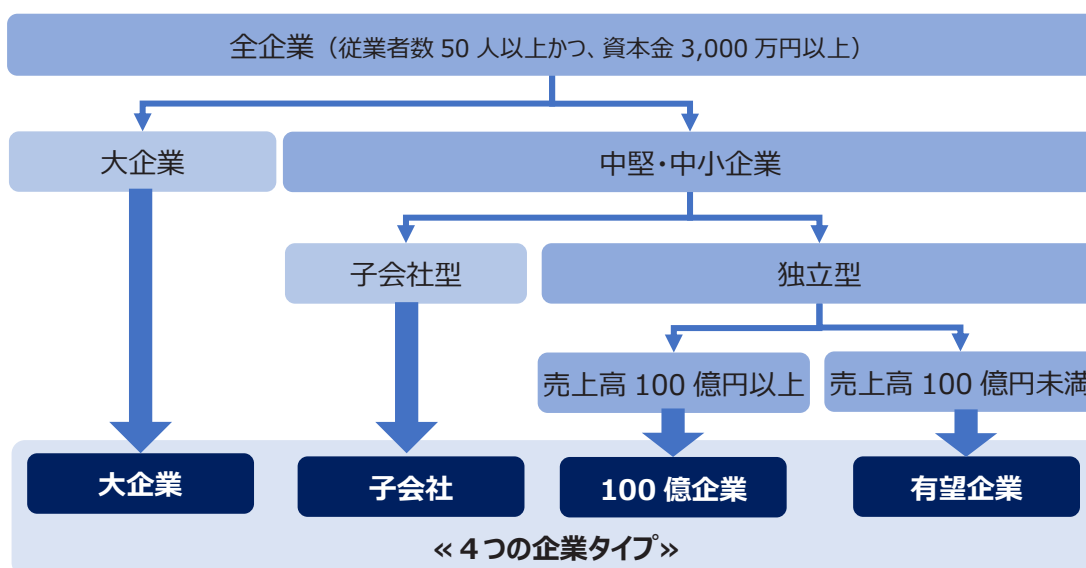 全企業（従業者数 50 人以上かつ、資本金 3,000 万円以上）
大企業
中堅・中小企業
子会社型
独立型
売上高 100 億円以上
売上高 100 億円未満
大企業
子会社
100 億企業
有望企業
≪４つの企業タイプ≫